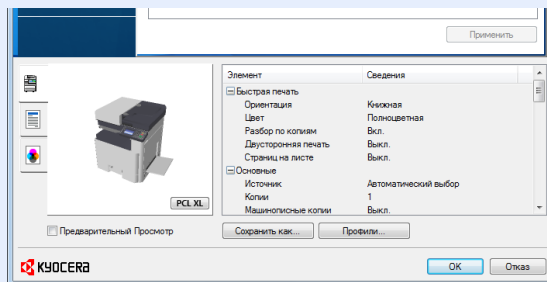 Применить
Элемент Сведения
Быстрая печать
Ориентация Книжная
Цвет Полноцветная
Разбор по копиям Вкл.
Двусторонняя печать Выкл.
Страниц на листе Выкл.
Основные
Источник Автоматический выбор
Копии 1
Машинописные копии Выкл.
PCL XL
Предварительный Просмотр Сохранить как... Профили...
KYOCERA OK Отказ